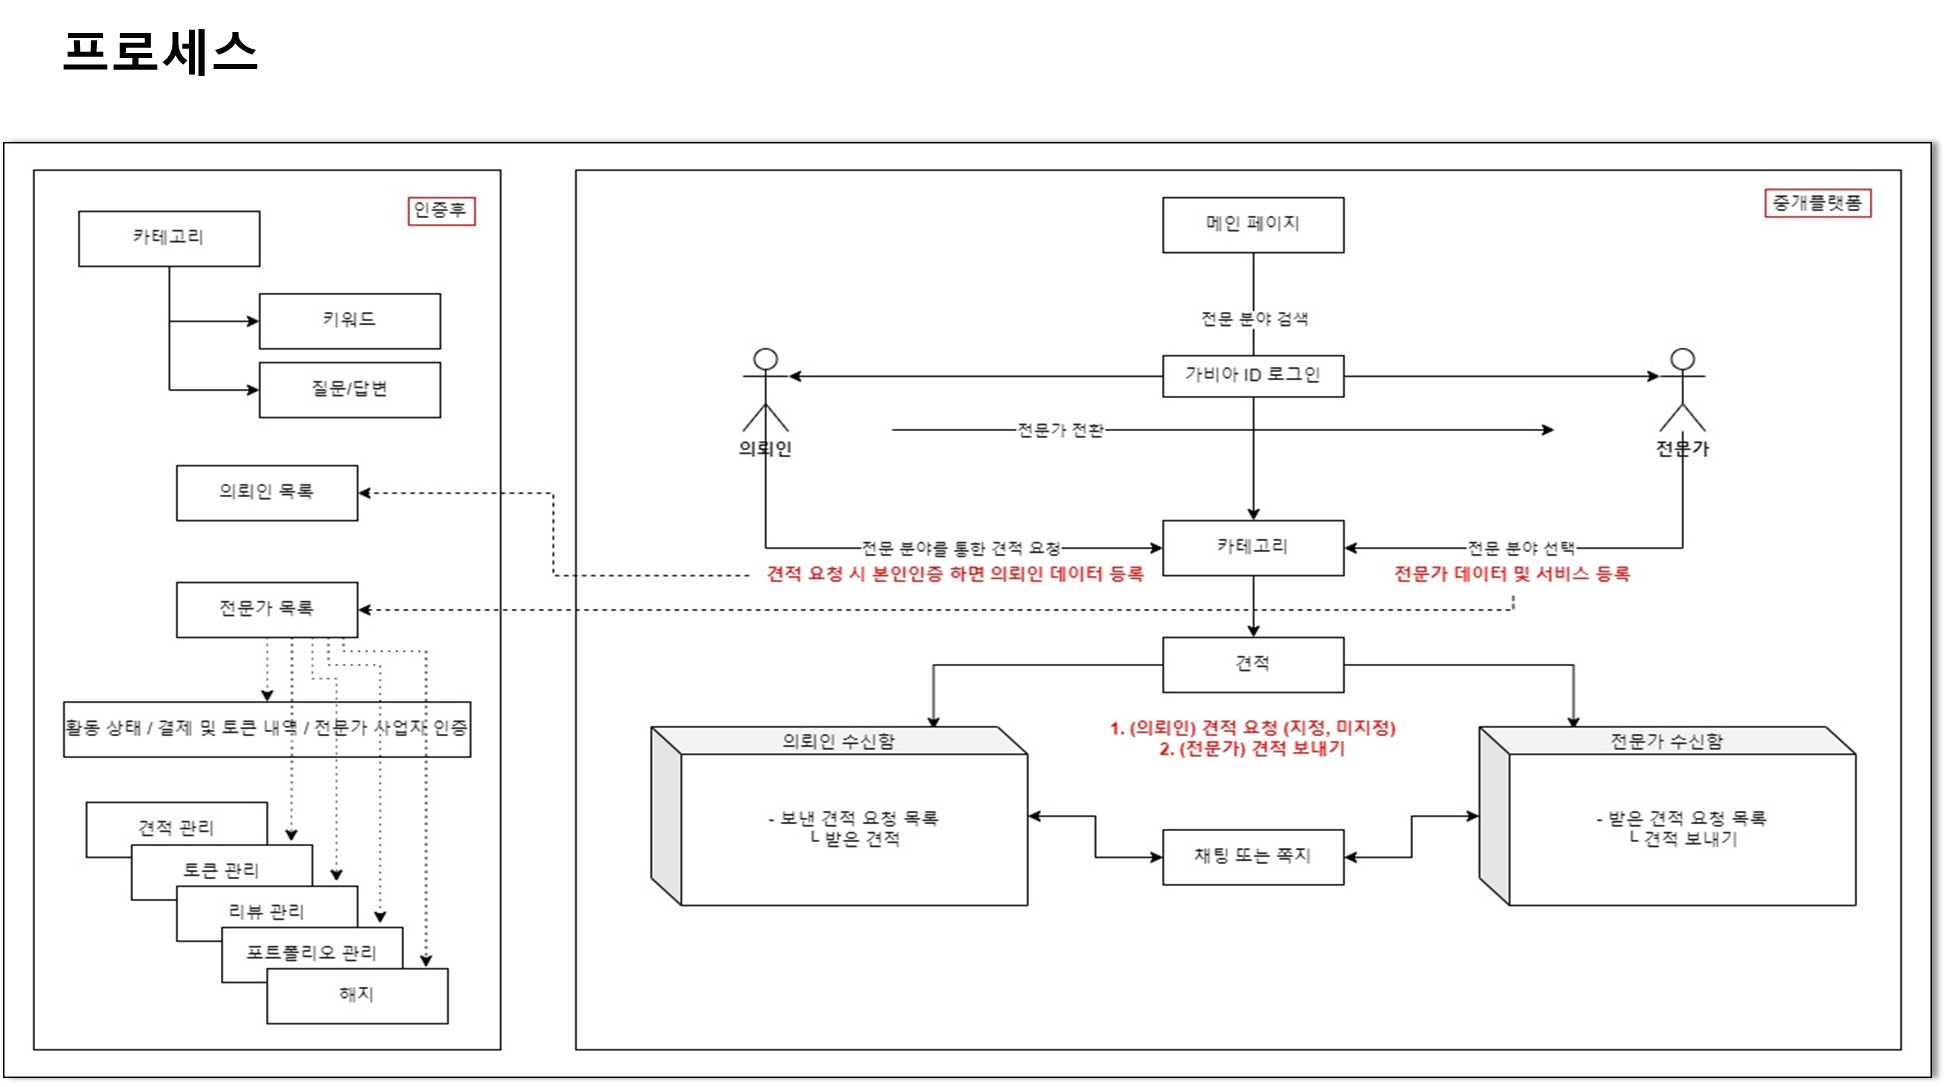 프로세스
인증후
카테고리
키워드
질문/답변
의뢰인 목록
전문가 목록
활동 상태 / 결제 및 토큰 내역 / 전문가 사업자 인증
견적 관리
토큰 관리
리뷰 관리
포트폴리오 관리
해지
중개플랫폼
메인 페이지
전문 분야 검색
가비아 ID 로그인
전문가 전환
의뢰인
전문가
전문 분야를 통한 견적 요청
카테고리
전문 분야 선택
견적 요청 시 본인인증 하면 의뢰인 데이터 등록
전문가 데이터 및 서비스 등록
견적
1. (의뢰인) 견적 요청 (지정, 미지정)
2. (전문가) 견적 보내기
의뢰인 수신함
- 보낸 견적 요청 목록
└ 받은 견적
채팅 또는 쪽지
전문가 수신함
- 받은 견적 요청 목록
└ 견적 보내기